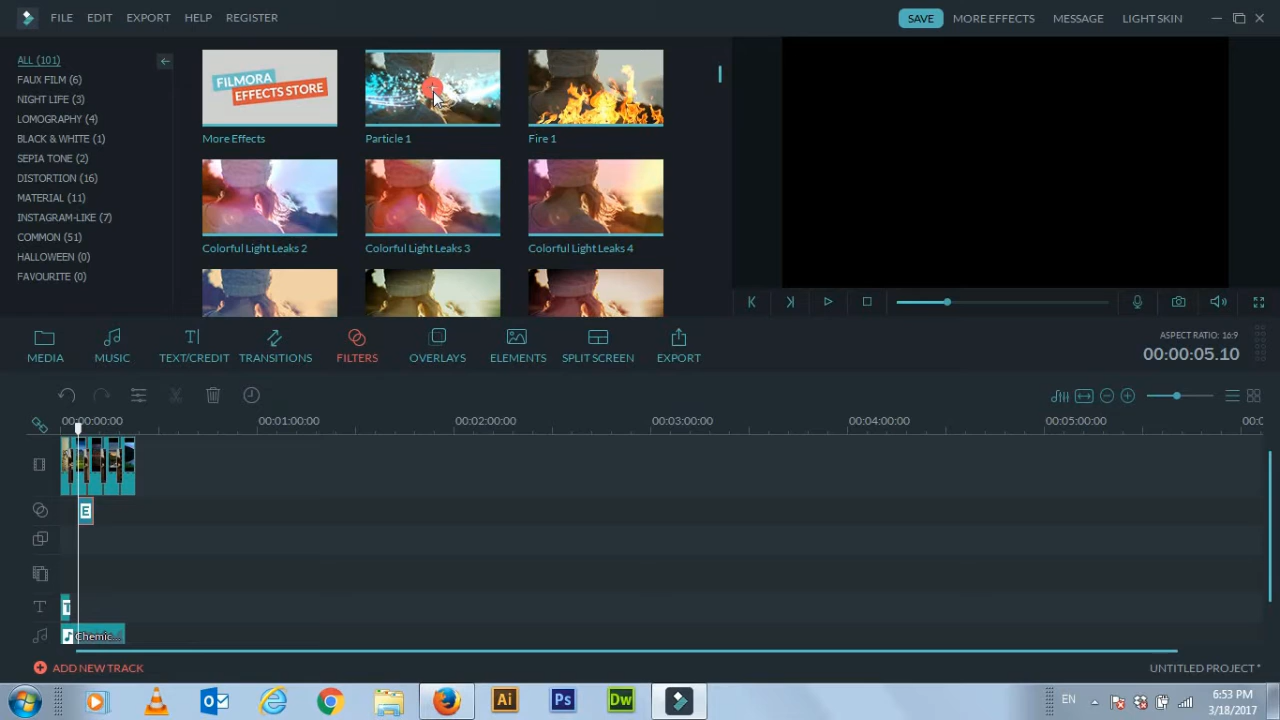 FILE EDIT EXPORT HELP REGISTER SAVE MORE EFFECTS MESSAGE LIGHT SKIN
ALL (101)
FAUX FILM (6)
NIGHT LIFE (3)
LOMOGRAPHY (4)
BLACK & WHITE (1)
SEPIA TONE (2)
DISTORTION (16)
MATERIAL (11)
INSTAGRAM-LIKE (7)
COMMON (51)
HALLOWEEN (0)
FAVOURITE (0)
FILMORA
EFFECTS STORE
More Effects Particle 1 Fire 1
Colorful Light Leaks 2 Colorful Light Leaks 3 Colorful Light Leaks 4
MEDIA MUSIC TEXT/CREDIT TRANSITIONS FILTERS OVERLAYS ELEMENTS SPLIT SCREEN EXPORT
ASPECT RATIO: 16:9
00:00:05.10
00:00:00:00 00:01:00:00 00:02:00:00 00:03:00:00 00:04:00:00 00:05:00:00 00:0
E
T
T
Chemic...
ADD NEW TRACK UNTITLED PROJECT *
Ai Ps Dw EN 6:53 PM
3/18/2017